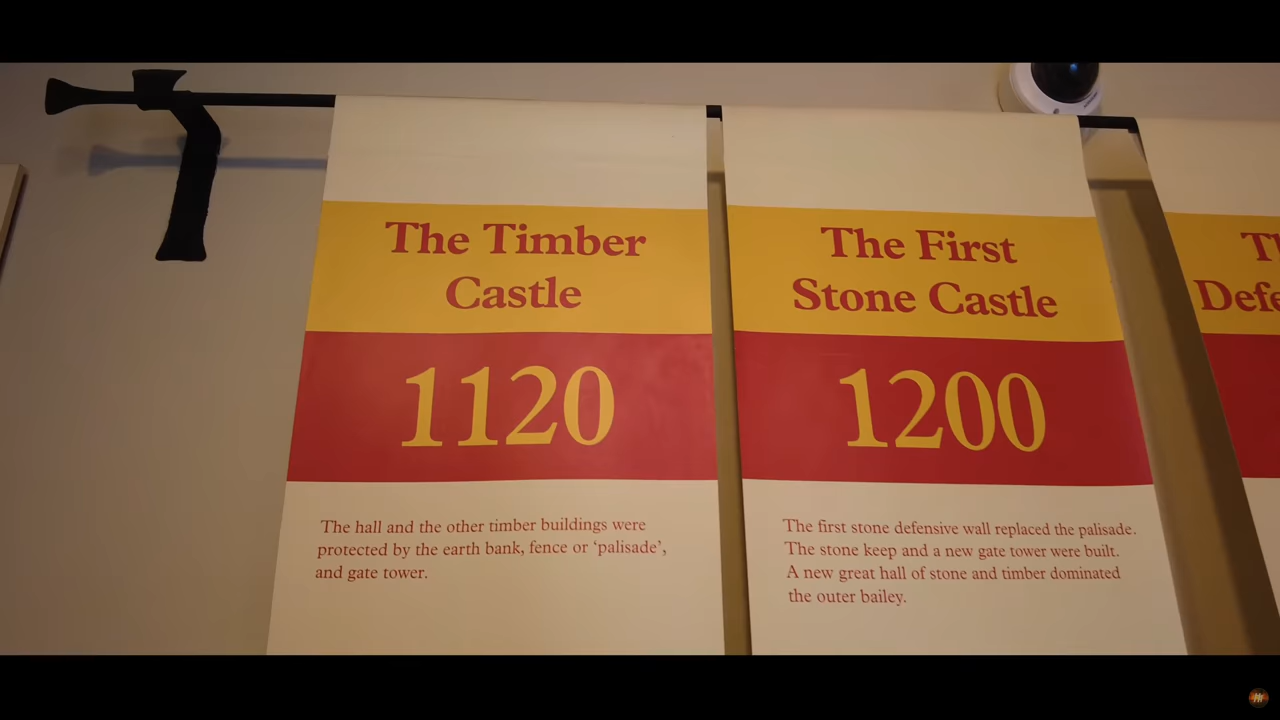 The Timber
Castle
1120
The hall and the other timber buildings were
protected by the earth bank, fence or ‘palisade’,
and gate tower.
The First
Stone Castle
1200
The first stone defensive wall replaced the palisade.
The stone keep and a new gate tower were built.
A new great hall of stone and timber dominated
the outer bailey.